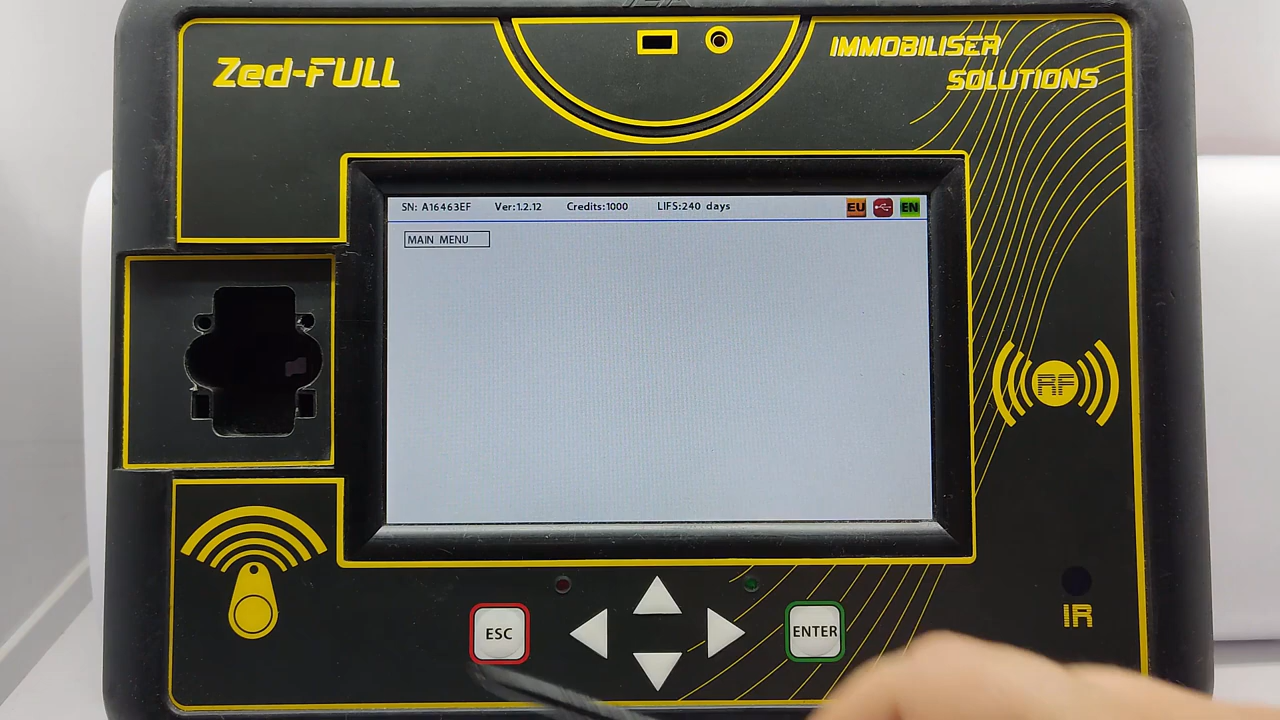 Zed-FULL
IMMOBILISER
SOLUTIONS
SN: A16463EF Ver:1.2.12 Credits:1000 LIFS:240 days EU EN
MAIN MENU
RF
ESC
ENTER
IR